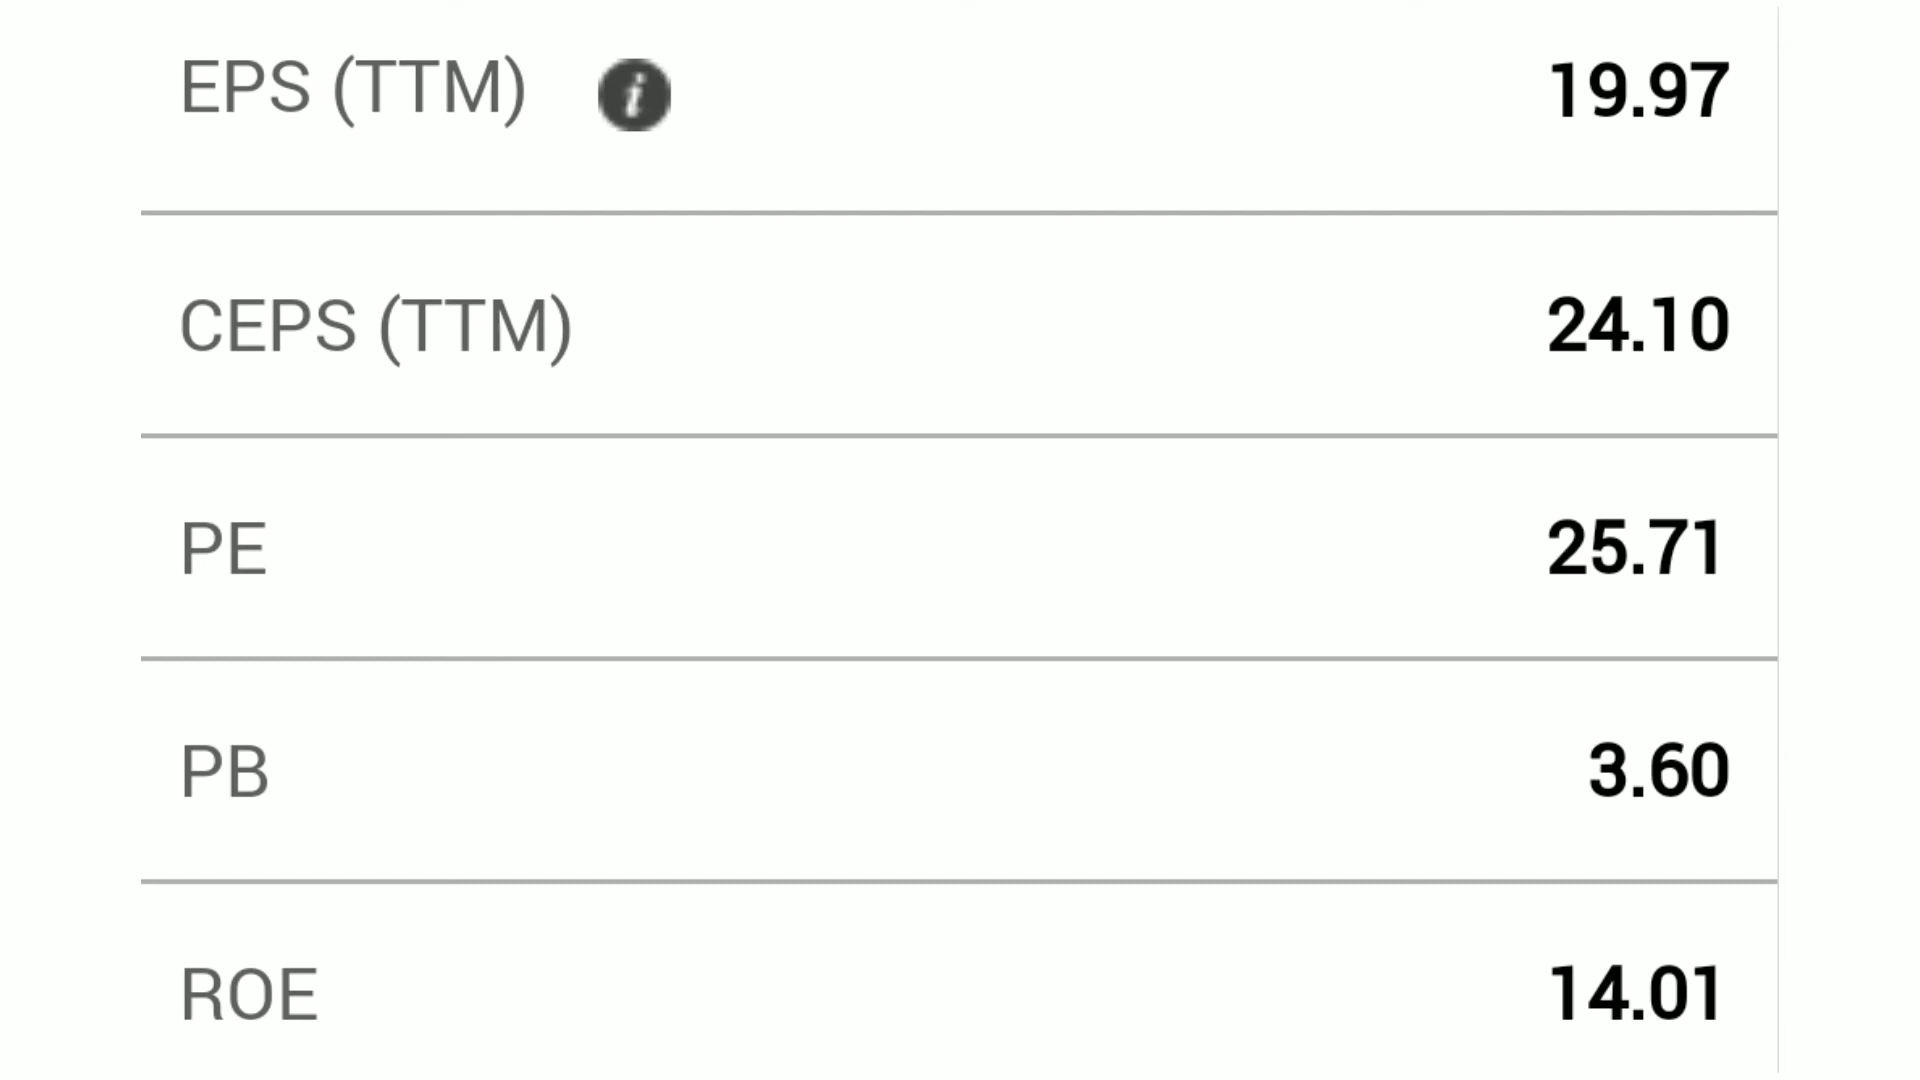 EPS (TTM) i 19.97
CEPS (TTM) 24.10
PE 25.71
PB 3.60
ROE 14.01